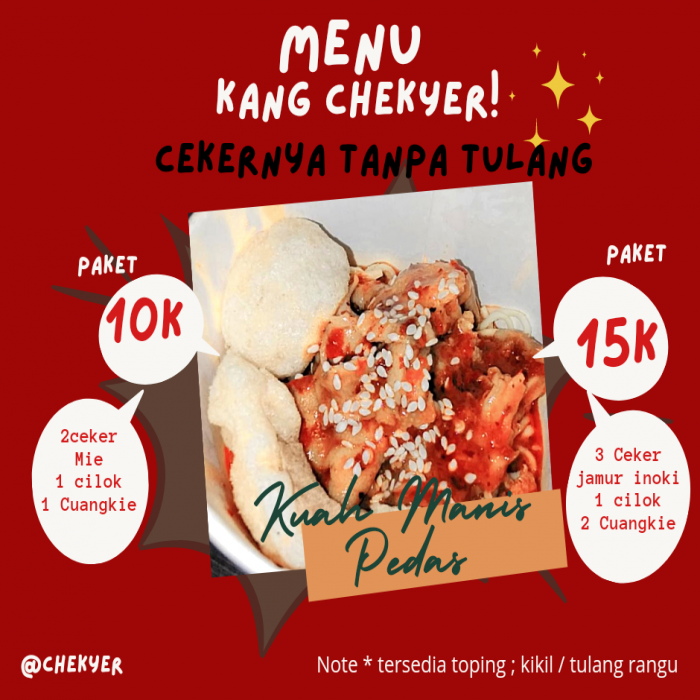 MENU
KANG CHEKYER!
CEKERNYA TANPA TULANG
PAKET
10K
2ceker
Mie
1 cilok
1 Cuangkie
PAKET
15K
3 Ceker
jamur inoki
1 cilok
2 Cuangkie
Kuah Manis
Pedas
@CHEKYER
Note * tersedia toping ; kikil / tulang rangu